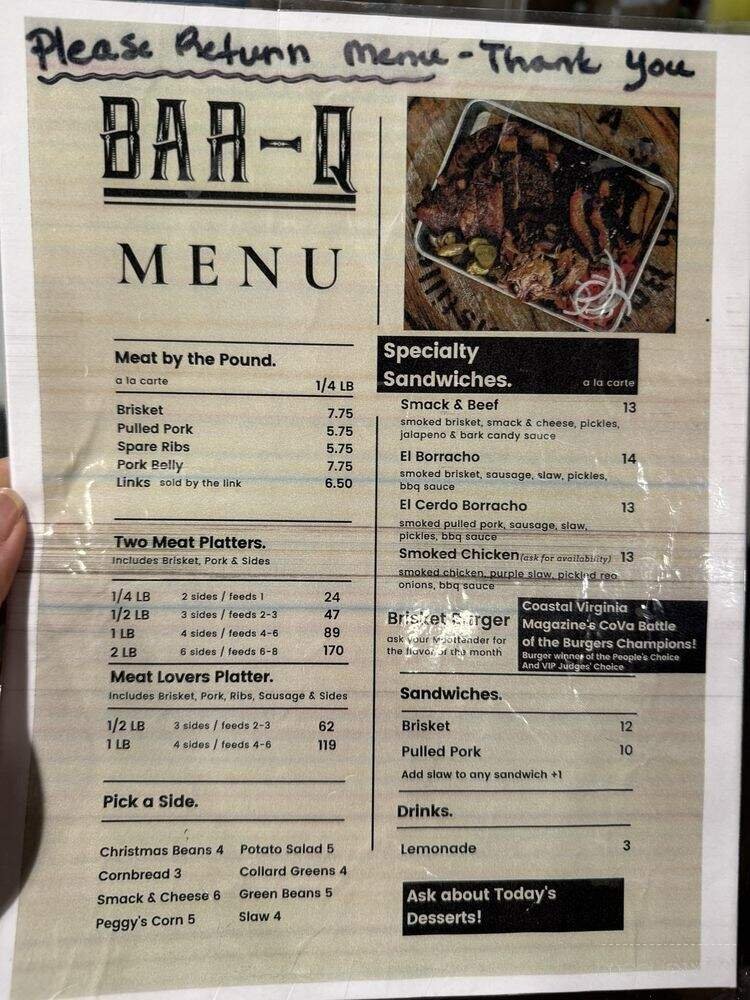 Please Return Menu - Thank You
BAR-Q
MENU
Meat by the Pound.
a la carte 1/4 LB
Brisket 7.75
Pulled Pork 5.75
Spare Ribs 5.75
Pork Belly 7.75
Links sold by the link 6.50
Two Meat Platters.
Includes Brisket, Pork & Sides
1/4 LB 2 sides / feeds 1 24
1/2 LB 3 sides / feeds 2-3 47
1 LB 4 sides / feeds 4-6 89
2 LB 6 sides / feeds 6-8 170
Meat Lovers Platter.
Includes Brisket, Pork, Ribs, Sausage & Sides
1/2 LB 3 sides / feeds 2-3 62
1 LB 4 sides / feeds 4-6 119
Pick a Side.
Christmas Beans 4 Potato Salad 5
Cornbread 3 Collard Greens 4
Smack & Cheese 6 Green Beans 5
Peggy's Corn 5 Slaw 4
Specialty
Sandwiches. a la carte
Smack & Beef 13
smoked brisket, smack & cheese, pickles,
jalapeno & bark candy sauce
El Borracho 14
smoked brisket, sausage, slaw, pickles,
bbq sauce
El Cerdo Borracho 13
smoked pulled pork, sausage, slaw,
pickles, bbq sauce
Smoked Chicken (ask for availability) 13
smoked chicken, purple slaw, pickled red
onions, bbq sauce
Brisket Burger
ask your Meattender for
the flavor of the month
Coastal Virginia
Magazine's CoVa Battle
of the Burgers Champions!
Burger winner of the People's Choice
And VIP Judges' Choice
Sandwiches.
Brisket 12
Pulled Pork 10
Add slaw to any sandwich +1
Drinks.
Lemonade 3
Ask about Today's
Desserts!